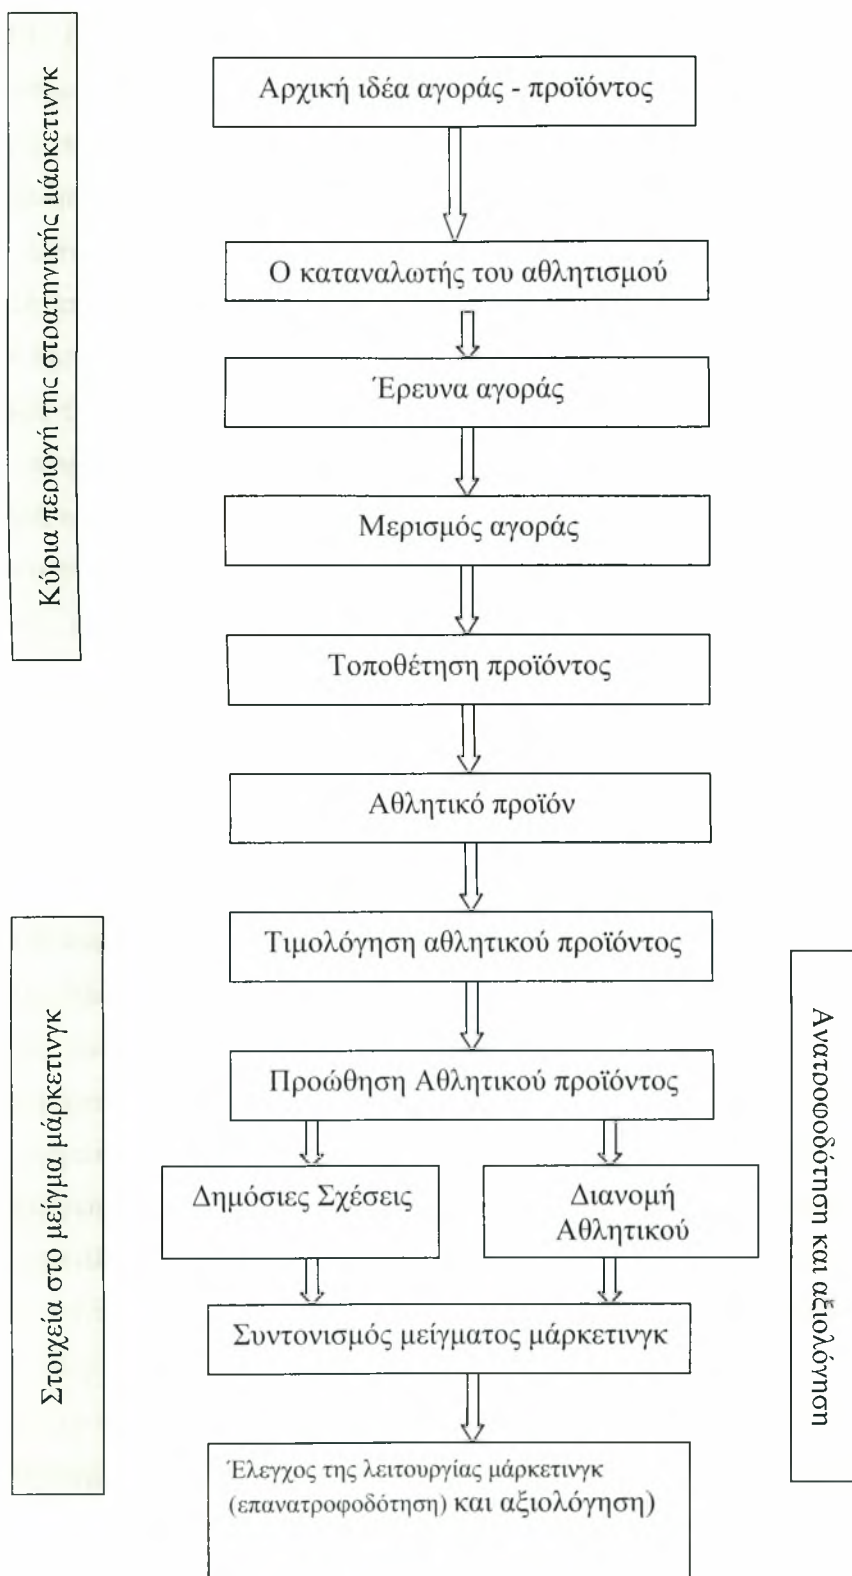 Κύρια περιοχή της στρατηγικής μάρκετινγκ
Αρχική ιδέα αγοράς - προϊόντος
Ο καταναλωτής του αθλητισμού
Έρευνα αγοράς
Μερισμός αγοράς
Τοποθέτηση προϊόντος
Αθλητικό προϊόν
Στοιχεία στο μείγμα μάρκετινγκ
Τιμολόγηση αθλητικού προϊόντος
Προώθηση Αθλητικού προϊόντος
Δημόσιες Σχέσεις
Διανομή
Αθλητικού
Συντονισμός μείγματος μάρκετινγκ
Έλεγχος της λειτουργίας μάρκετινγκ
(επανατροφοδότηση) και αξιολόγηση)
Ανατροφοδότηση και αξιολόγηση